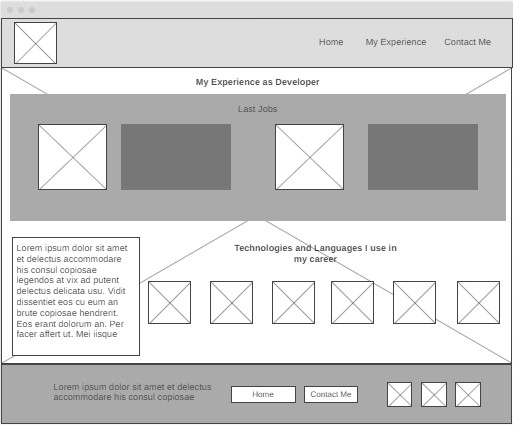 Home My Experience Contact Me
My Experience as Developer
Last Jobs
Lorem ipsum dolor sit amet
et delectus accommodare
his consul copiosae
legendos at vix ad putent
delectus delicata usu. Vidit
dissentiet eos cu eum an
brute copiosae hendrerit.
Eos erant dolorum an. Per
facer affert ut. Mei iisque
Technologies and Languages I use in
my career
Lorem ipsum dolor sit amet et delectus
accommodare his consul copiosae
Home
Contact Me